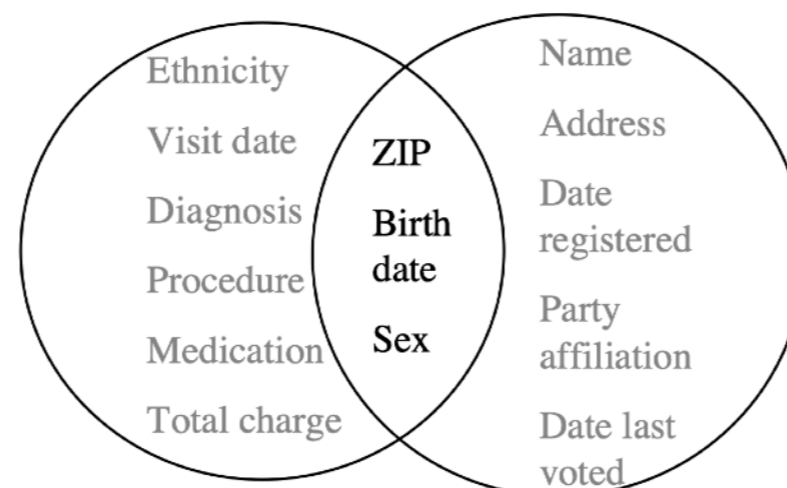 Ethnicity
Visit date
Diagnosis
Procedure
Medication
Total charge
ZIP
Birth
date
Sex
Name
Address
Date
registered
Party
affiliation
Date last
voted